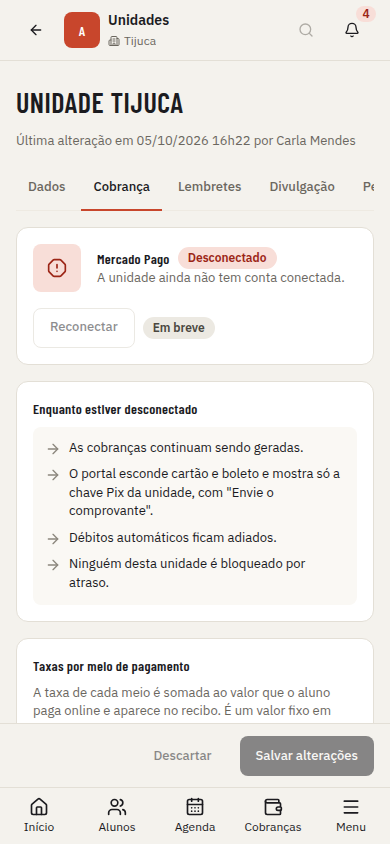 A
Unidades
Tijuca
4
UNIDADE TIJUCA
Última alteração em 05/10/2026 16h22 por Carla Mendes
Dados
Cobrança
Lembretes
Divulgação
Pe
Mercado Pago
Desconectado
A unidade ainda não tem conta conectada.
Reconectar
Em breve
Enquanto estiver desconectado
As cobranças continuam sendo geradas.
O portal esconde cartão e boleto e mostra só a
chave Pix da unidade, com "Envie o
comprovante".
Débitos automáticos ficam adiados.
Ninguém desta unidade é bloqueado por
atraso.
Taxas por meio de pagamento
A taxa de cada meio é somada ao valor que o aluno
paga online e aparece no recibo. É um valor fixo em
Descartar
Salvar alterações
Início
Alunos
Agenda
Cobranças
Menu